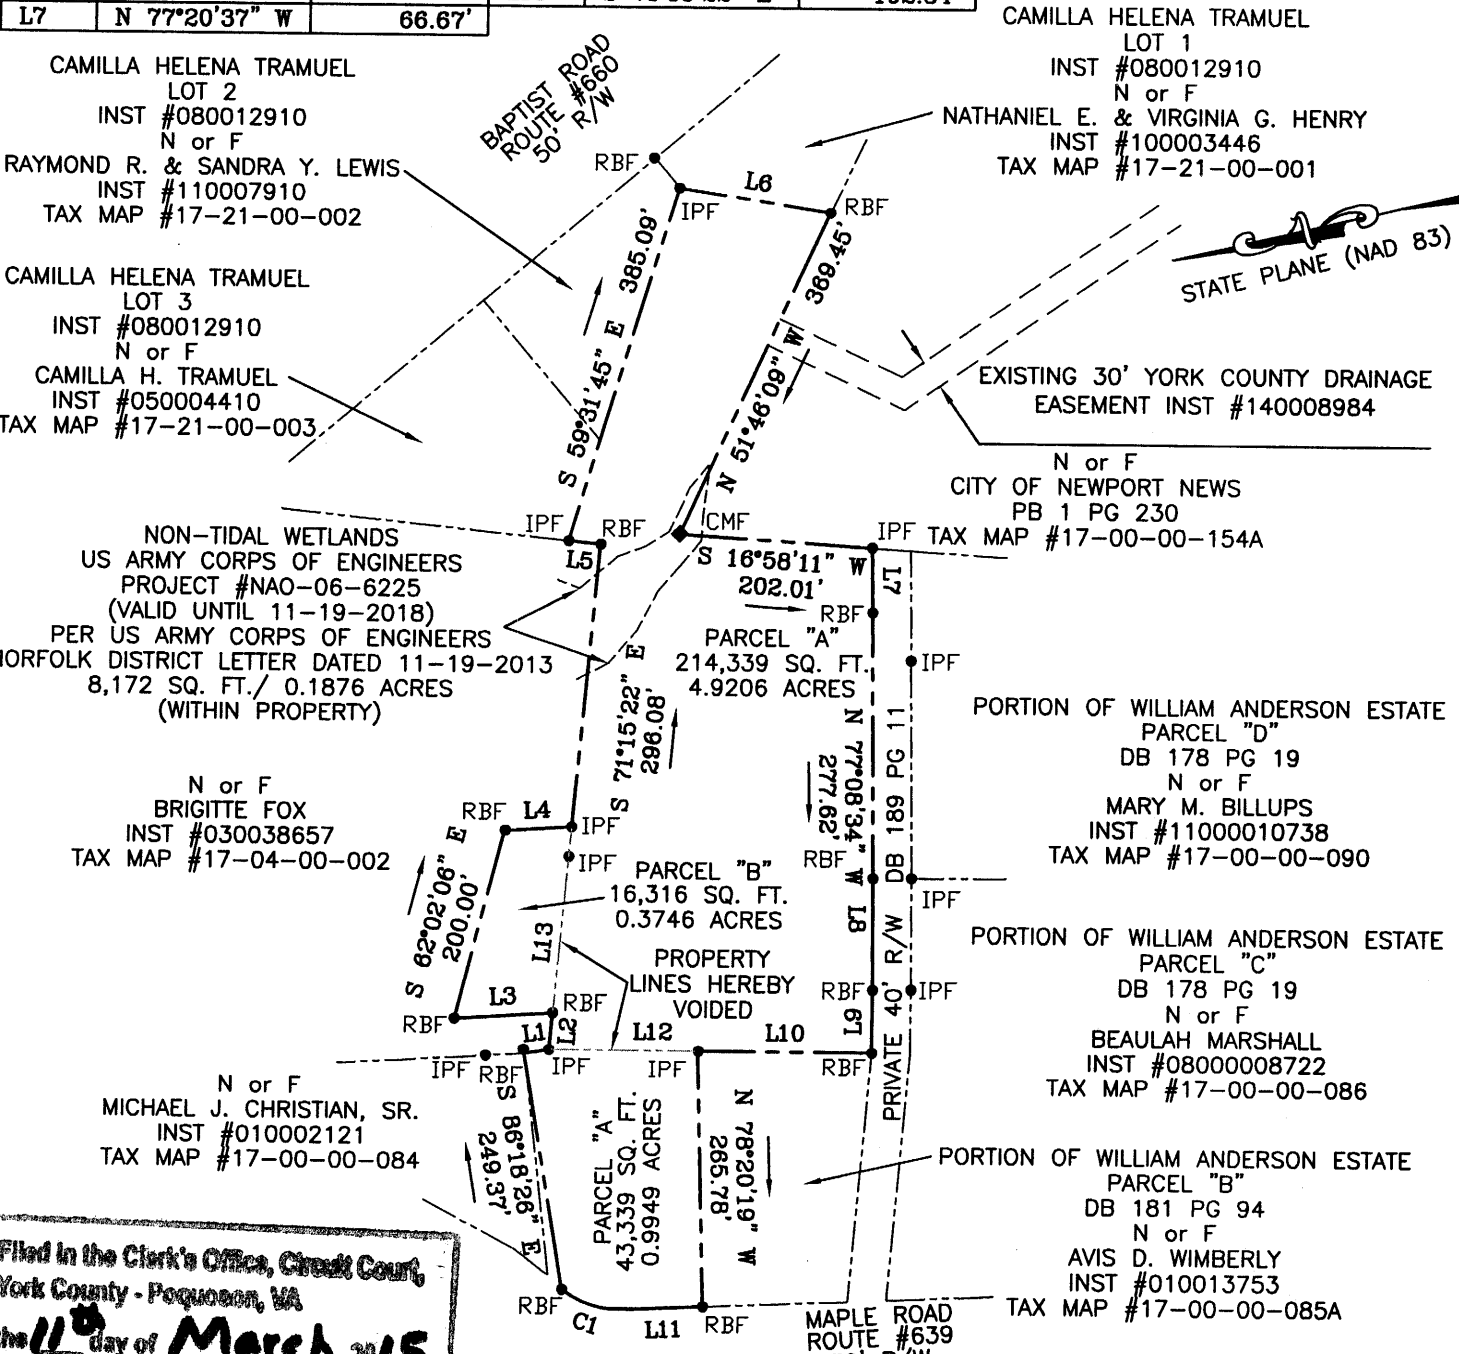 L7 N 77°20'37" W 66.67'
CAMILLA HELENA TRAMUEL
LOT 2
INST #080012910
N or F
RAYMOND R. & SANDRA Y. LEWIS
INST #110007910
TAX MAP #17-21-00-002
BAPTIST ROAD
ROUTE #660
50' R/W
CAMILLA HELENA TRAMUEL
LOT 1
INST #080012910
N or F
NATHANIEL E. & VIRGINIA G. HENRY
INST #100003446
TAX MAP #17-21-00-001
RBF
IPF
L6
RBF
STATE PLANE (NAD 83)
S 59°31'45" E 385.09'
N 51°46'09" W 369.45'
CAMILLA HELENA TRAMUEL
LOT 3
INST #080012910
N or F
CAMILLA H. TRAMUEL
INST #050004410
TAX MAP #17-21-00-003
EXISTING 30' YORK COUNTY DRAINAGE
EASEMENT INST #140008984
N or F
CITY OF NEWPORT NEWS
PB 1 PG 230
TAX MAP #17-00-00-154A
IPF
RBF
L5
CMF
IPF
S 16°58'11" W
202.01'
L7
RBF
IPF
NON-TIDAL WETLANDS
US ARMY CORPS OF ENGINEERS
PROJECT #NAO-06-6225
(VALID UNTIL 11-19-2018)
PER US ARMY CORPS OF ENGINEERS
NORFOLK DISTRICT LETTER DATED 11-19-2013
8,172 SQ. FT./ 0.1876 ACRES
(WITHIN PROPERTY)
PARCEL "A"
214,339 SQ. FT.
4.9206 ACRES
S 71°15'22" E
296.08'
N 77°08'34" W
277.62'
PRIVATE 40' R/W DB 189 PG 11
PORTION OF WILLIAM ANDERSON ESTATE
PARCEL "D"
DB 178 PG 19
N or F
MARY M. BILLUPS
INST #11000010738
TAX MAP #17-00-00-090
N or F
BRIGITTE FOX
INST #030038657
TAX MAP #17-04-00-002
RBF
L4
IPF
IPF
RBF
IPF
S 62°02'06" E
200.00'
PARCEL "B"
16,316 SQ. FT.
0.3746 ACRES
L13
L8
PROPERTY
LINES HEREBY
VOIDED
PORTION OF WILLIAM ANDERSON ESTATE
PARCEL "C"
DB 178 PG 19
N or F
BEAULAH MARSHALL
INST #08000008722
TAX MAP #17-00-00-086
RBF
IPF
L3
RBF
RBF
L1
L2
L12
L10
L9
IPF
RBF
IPF
IPF
RBF
N or F
MICHAEL J. CHRISTIAN, SR.
INST #010002121
TAX MAP #17-00-00-084
S 86°18'26" E
249.37'
PARCEL "A"
43,339 SQ. FT.
0.9949 ACRES
N 78°20'19" W
265.78'
PORTION OF WILLIAM ANDERSON ESTATE
PARCEL "B"
DB 181 PG 94
N or F
AVIS D. WIMBERLY
INST #010013753
TAX MAP #17-00-00-085A
RBF
C1
L11
RBF
MAPLE ROAD
ROUTE #639
Filed in the Clerk's Office, Circuit Court,
York County - Poquoson, VA
the 11th day of March 2015